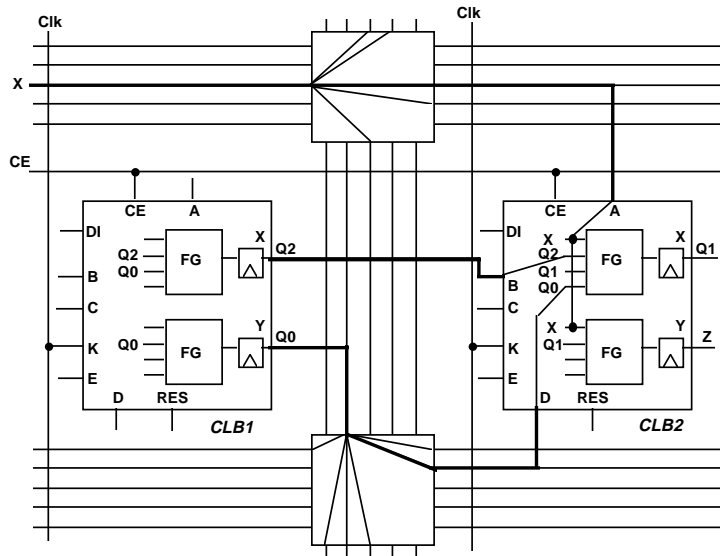 Clk
Clk
X
CE
CE
A
DI
X
Q2
Q0
FG
Q2
B
C
Y
K
Q0
FG
Q0
E
D
RES
CLB1
CE
A
DI
X
X
Q1
Q2
Q1
Q0
FG
B
C
X
Y
K
Q1
FG
Z
E
D
RES
CLB2